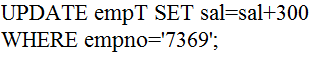 UPDATE empT SET sal=sal+300
WHERE empno='7369';